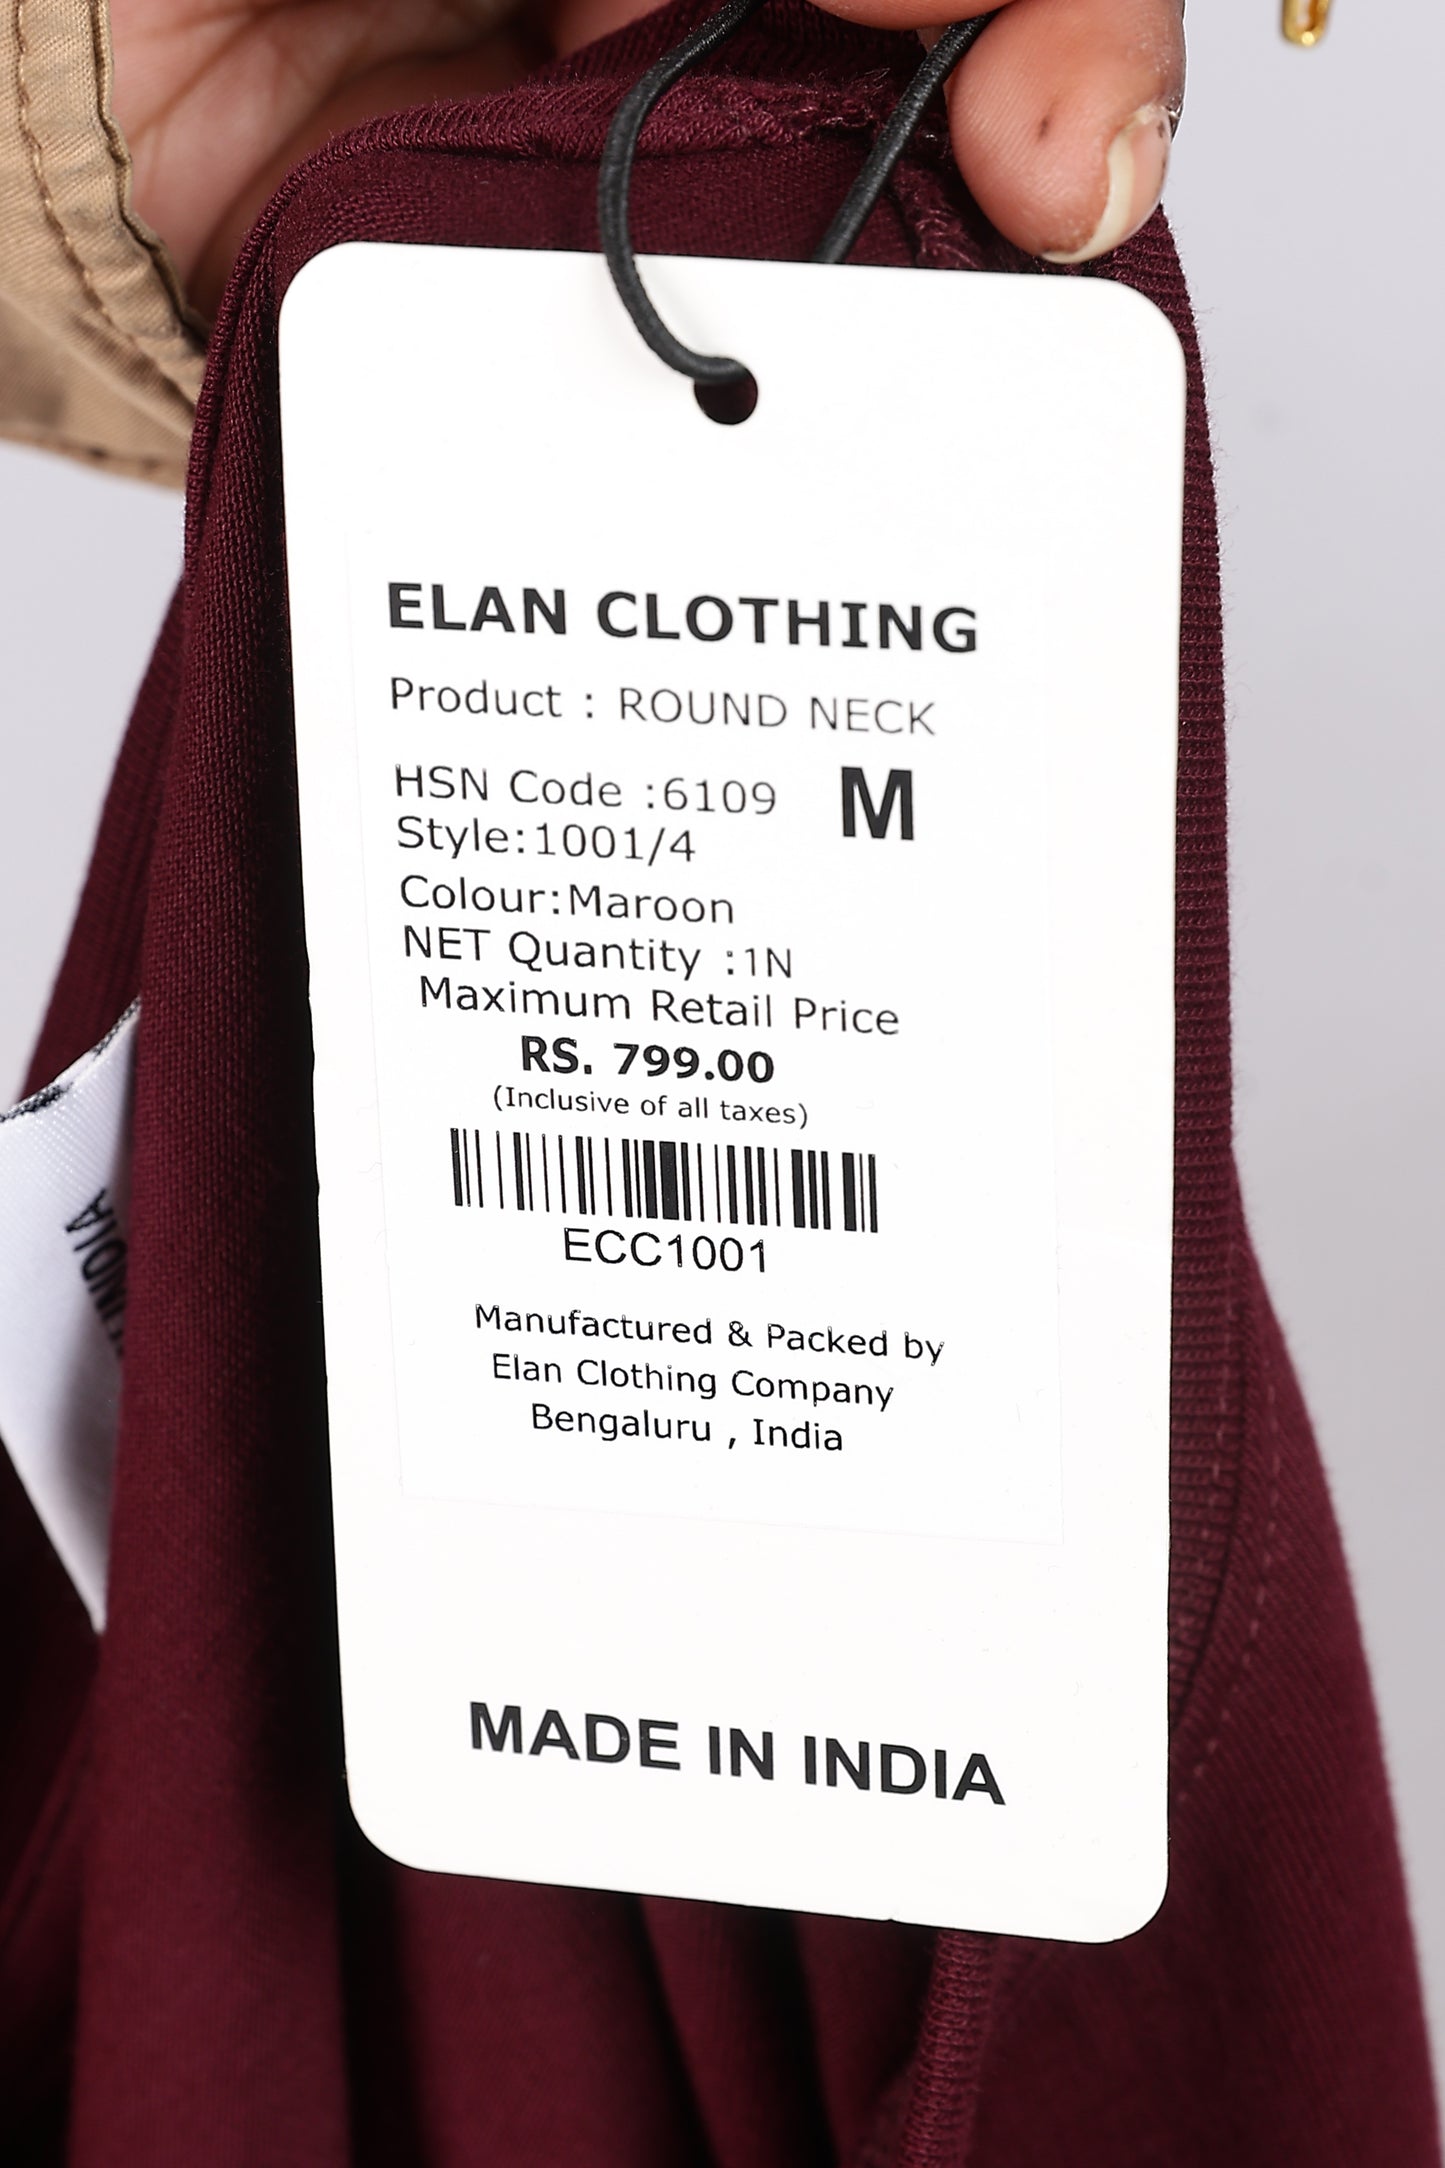 ELAN CLOTHING
Product : ROUND NECK
HSN Code :6109 M
Style:1001/4
Colour:Maroon
NET Quantity :1N
Maximum Retail Price
RS. 799.00
(Inclusive of all taxes)
ECC1001
Manufactured & Packed by
Elan Clothing Company
Bengaluru , India
MADE IN INDIA
INDIA